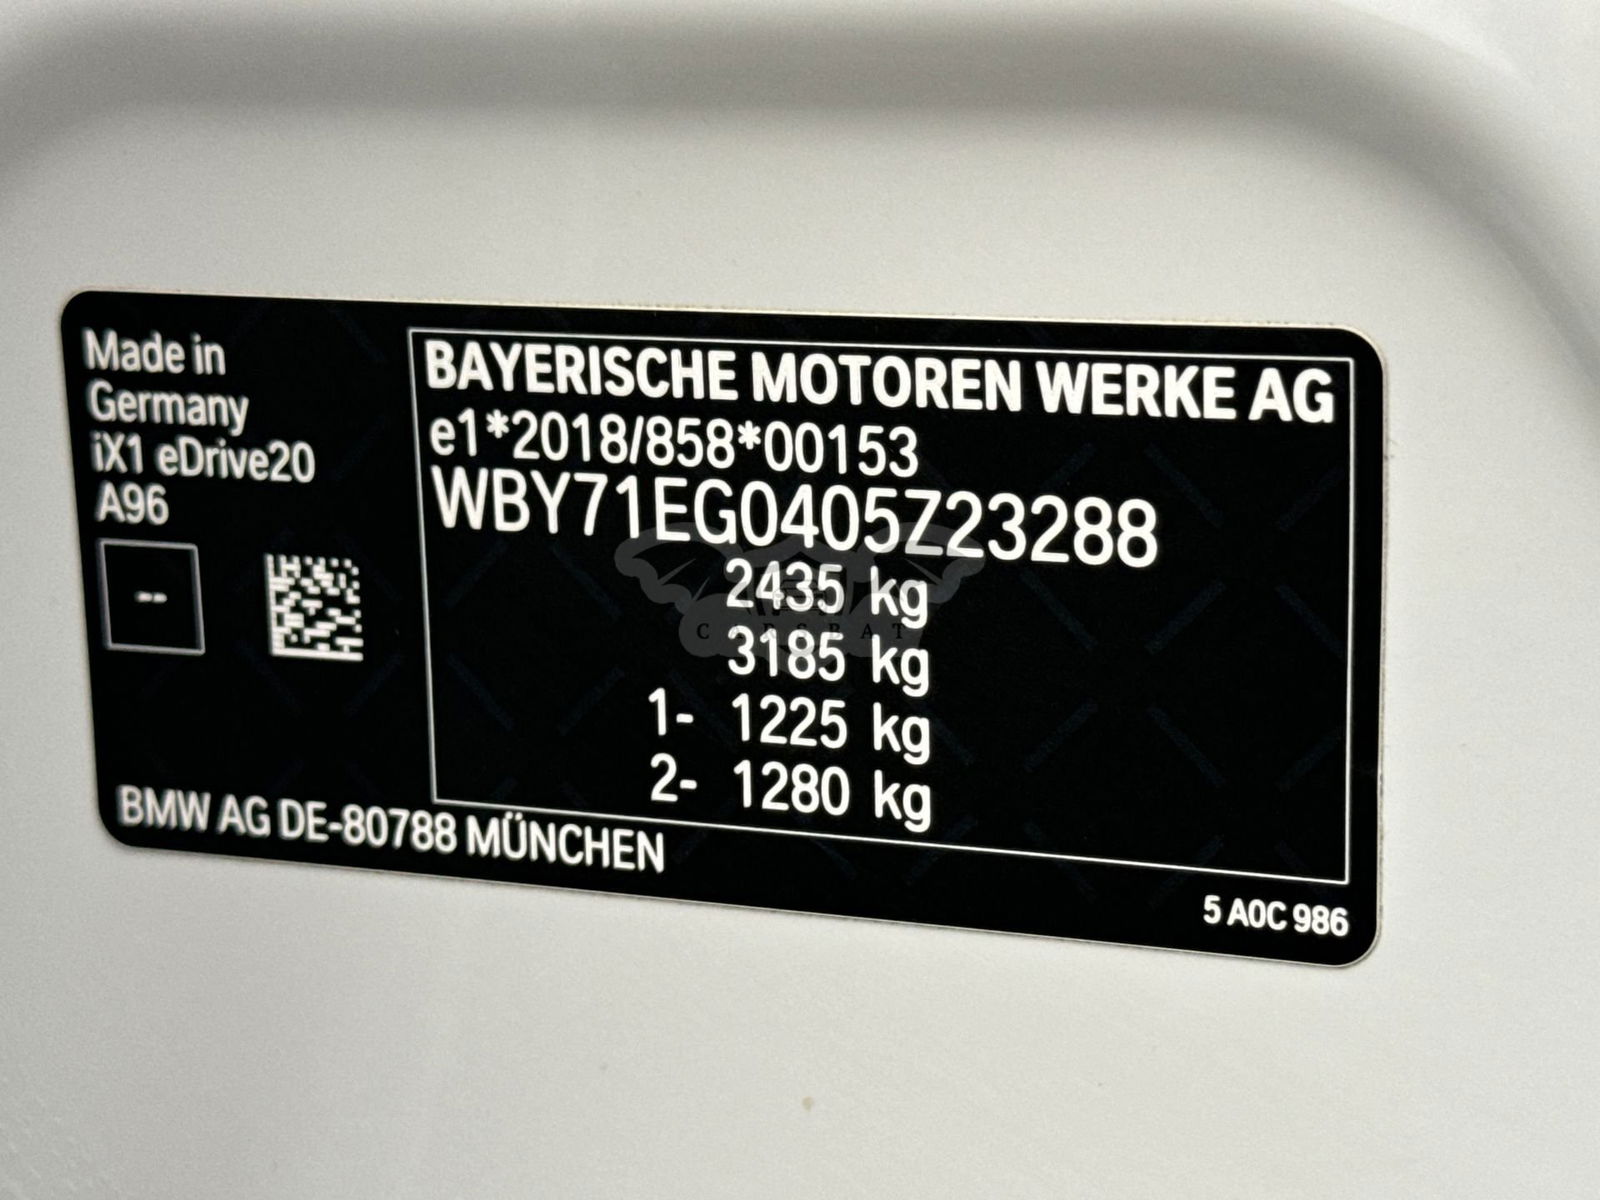 Made in
Germany
iX1 eDrive20
A96
--
BAYERISCHE MOTOREN WERKE AG
e1*2018/858*00153
WBY71EG0405Z23288
2435 kg
3185 kg
1- 1225 kg
2- 1280 kg
BMW AG DE-80788 MÜNCHEN
5 A0C 986
CARSBAT